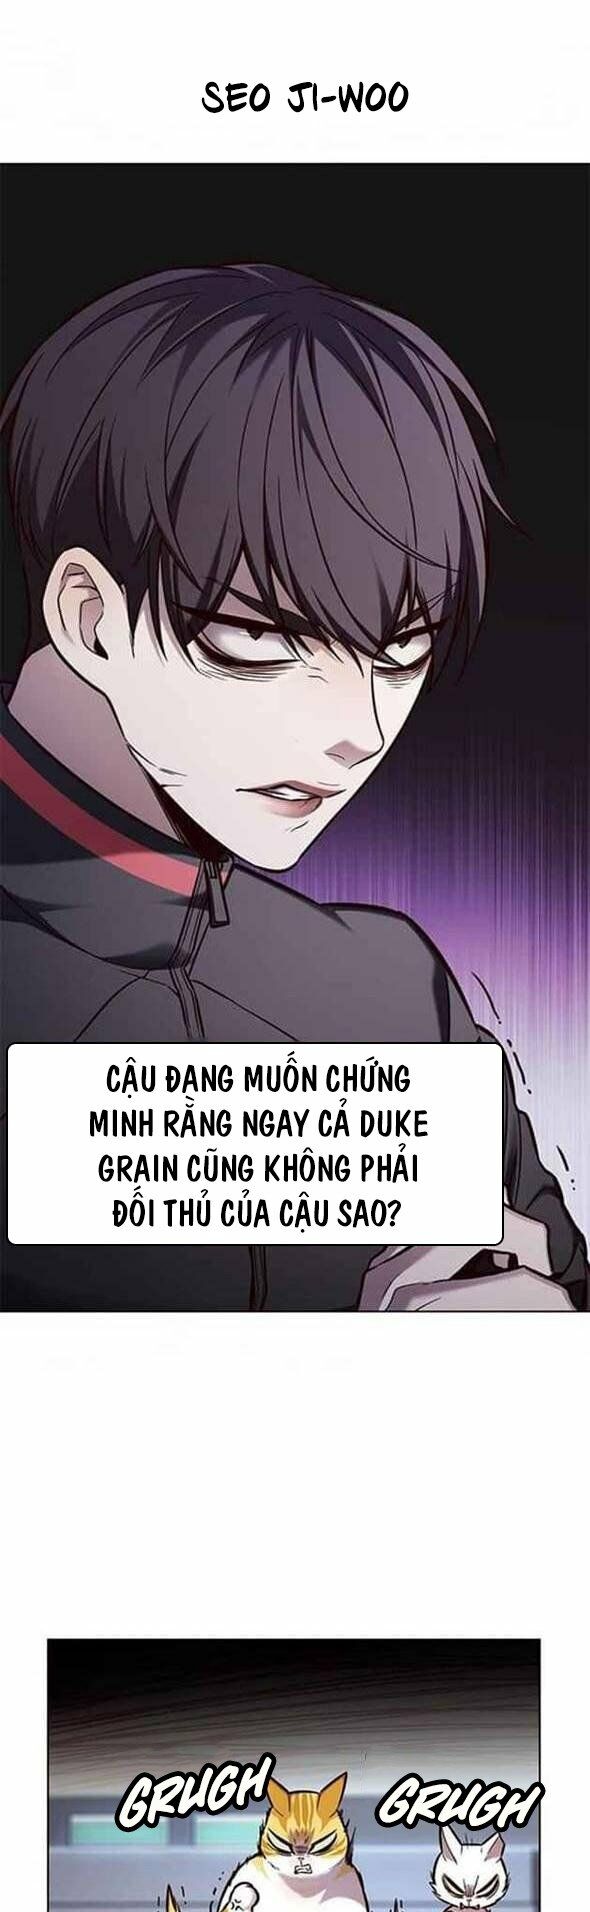 SEO JI-WOO
CẬU ĐANG MUỐN CHỨNG
MINH RẰNG NGAY CẢ DUKE
GRAIN CŨNG KHÔNG PHẢI
ĐỐI THỦ CỦA CẬU SAO?
GRUGH
GRUGH